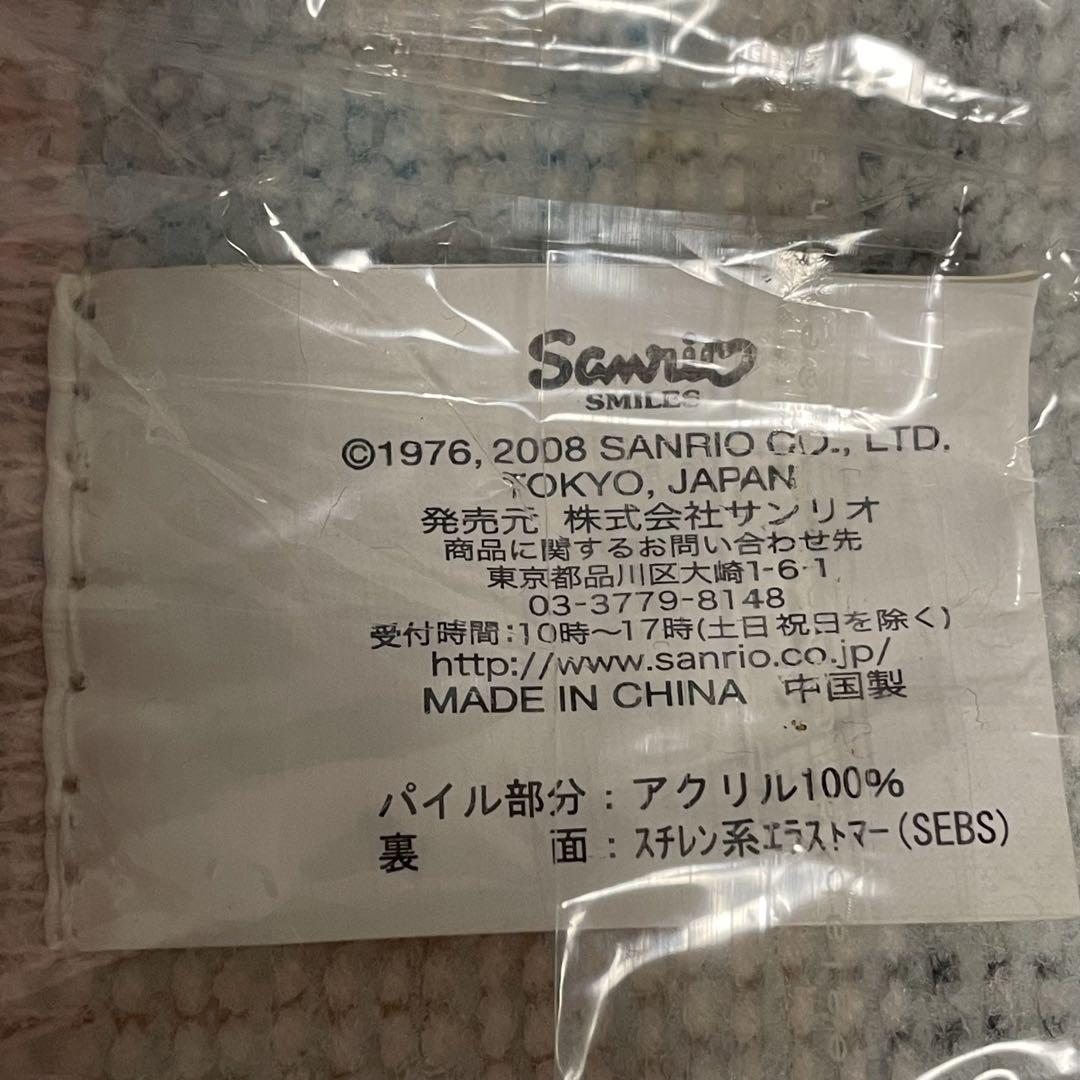 Sanrio
SMILES
©1976, 2008 SANRIO CO., LTD.
TOKYO, JAPAN
発売元 株式会社サンリオ
商品に関するお問い合わせ先
東京都品川区大崎1-6-1
03-3779-8148
受付時間:10時～17時(土日祝日を除く)
http://www.sanrio.co.jp/
MADE IN CHINA 中国製
パイル部分：アクリル100%
裏　　　面：ｽﾁﾚﾝ系ｴﾗｽﾄﾏｰ(SEBS)